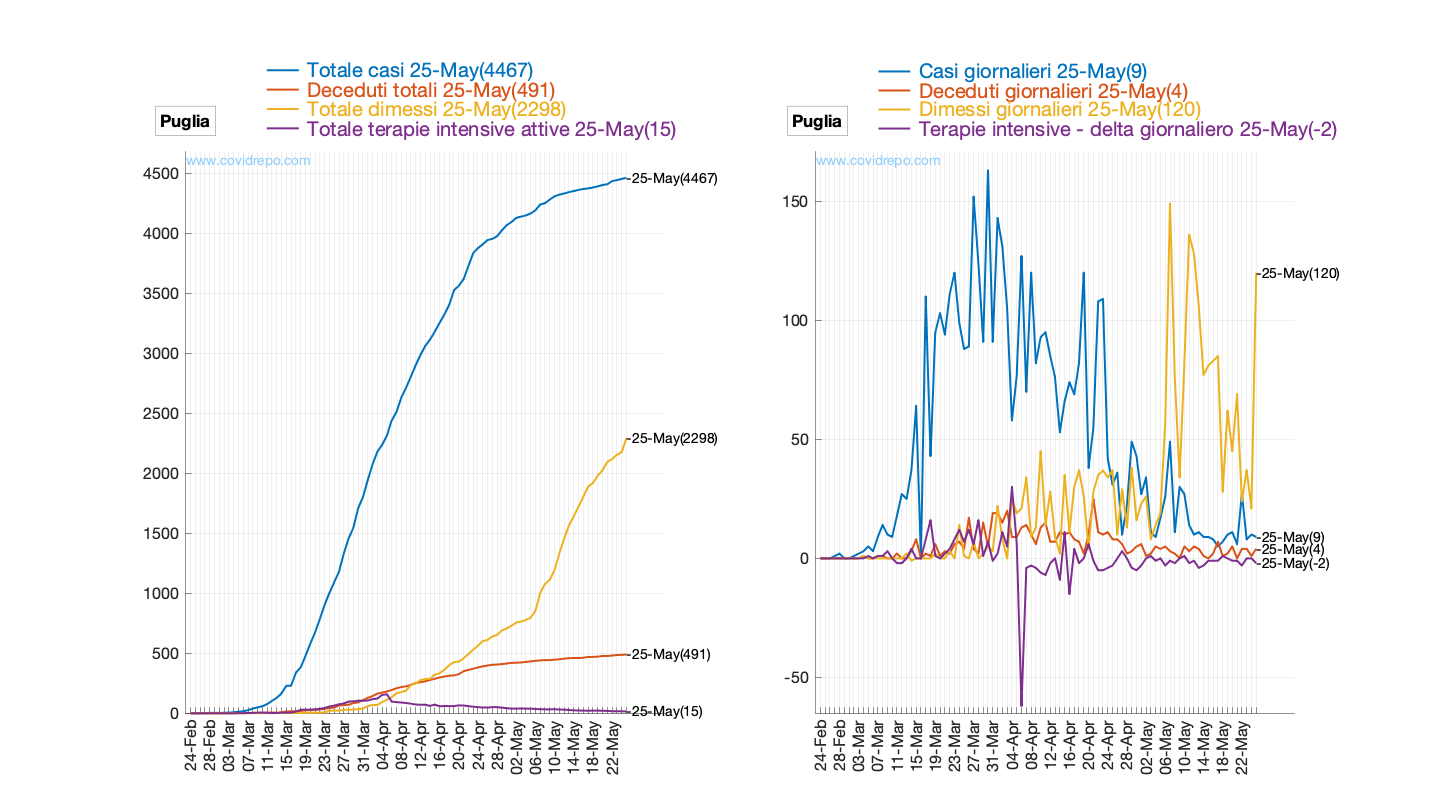 Totale casi 25-May(4467)
Deceduti totali 25-May(491)
Totale dimessi 25-May(2298)
Totale terapie intensive attive 25-May(15)
Puglia
www.covidrepo.com
4500
4000
3500
3000
2500
2000
1500
1000
500
0
25-May(4467)
25-May(2298)
25-May(491)
25-May(15)
24-Feb
28-Feb
03-Mar
07-Mar
11-Mar
15-Mar
19-Mar
23-Mar
27-Mar
31-Mar
04-Apr
08-Apr
12-Apr
16-Apr
20-Apr
24-Apr
28-Apr
02-May
06-May
10-May
14-May
18-May
22-May
Casi giornalieri 25-May(9)
Deceduti giornalieri 25-May(4)
Dimessi giornalieri 25-May(120)
Terapie intensive - delta giornaliero 25-May(-2)
Puglia
www.covidrepo.com
150
100
50
0
-50
25-May(120)
25-May(9)
25-May(4)
25-May(-2)
24-Feb
28-Feb
03-Mar
07-Mar
11-Mar
15-Mar
19-Mar
23-Mar
27-Mar
31-Mar
04-Apr
08-Apr
12-Apr
16-Apr
20-Apr
24-Apr
28-Apr
02-May
06-May
10-May
14-May
18-May
22-May